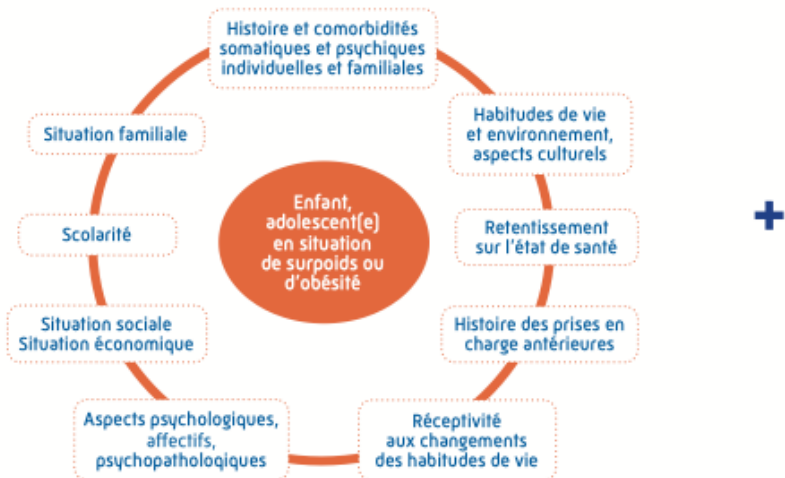 Histoire et comorbidités
somatiques et psychiques
individuelles et familiales
Habitudes de vie
et environnement,
aspects culturels
Retentissement
sur l'état de santé
Histoire des prises en
charge antérieures
Réceptivité
aux changements
des habitudes de vie
Aspects psychologiques,
affectifs,
psychopathologiques
Situation sociale
Situation économique
Scolarité
Situation familiale
Enfant,
adolescent(e)
en situation
de surpoids ou
d'obésité
+